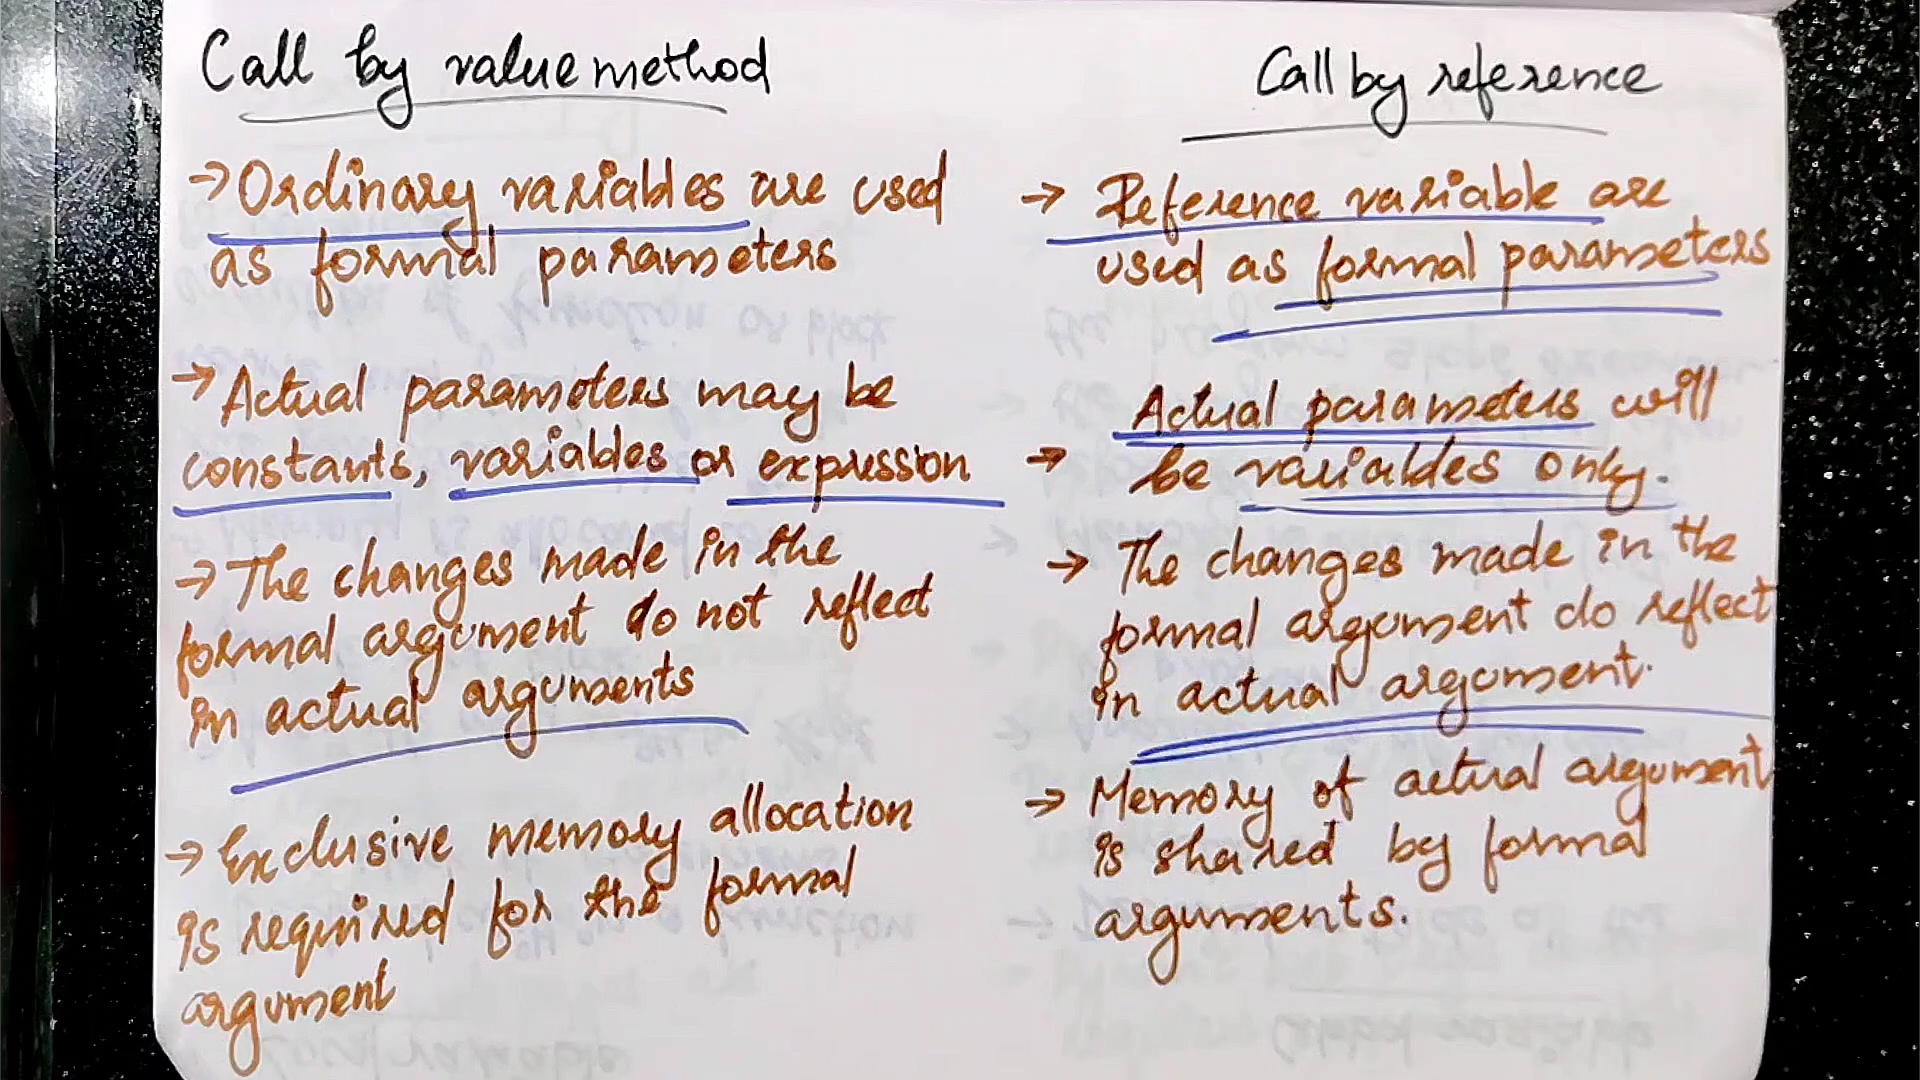 Call by value method
→ Ordinary variables are used
as formal parameters
→ Actual parameters may be
constants, variables or expression
→ The changes made in the
formal argument do not reflect
in actual arguments
→ Exclusive memory allocation
is required for the formal
argument
Call by reference
→ Reference variable are
used as formal parameters
Actual parameters will
→ be variables only.
→ The changes made in the
formal argument do reflect
in actual argument.
→ Memory of actual argument
is shared by formal
arguments.